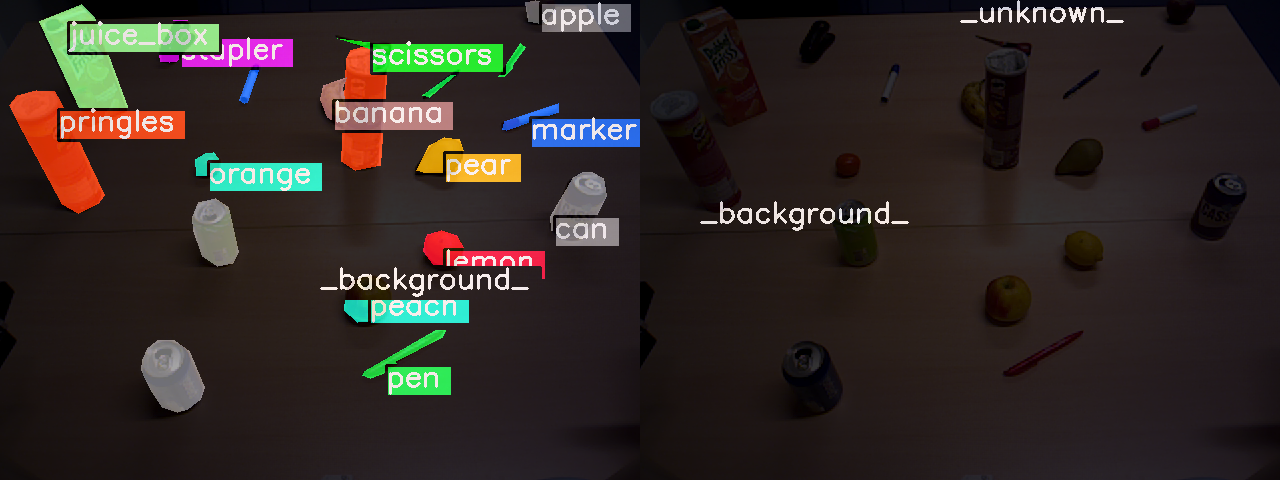 apple
juice_box
stapler
scissors
banana
pringles
marker
pear
orange
can
lemon
_background_
peach
pen
_unknown_
_background_